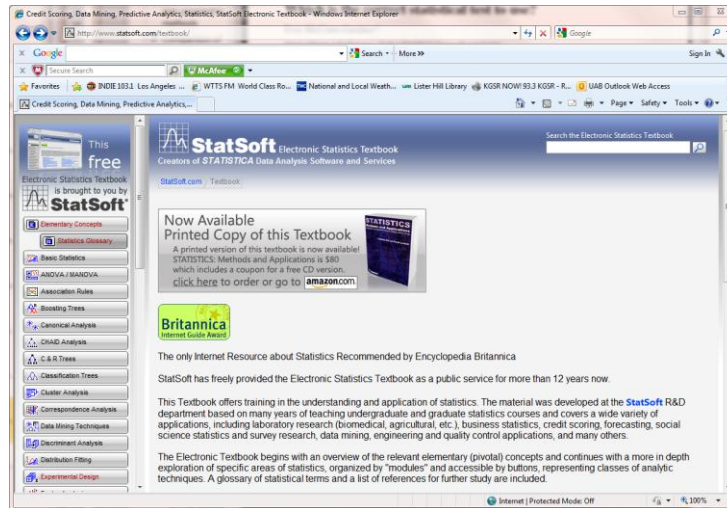 Credit Scoring, Data Mining, Predictive Analytics, Statistics, StatSoft Electronic Textbook - Windows Internet Explorer
http://www.statsoft.com/textbook/
Google
x Google Search More >> Sign In
x Secure Search McAfee
Favorites INDIE 103.1 Los Angeles ... WTTS FM World Class Ro... National and Local Weath... Lister Hill Library KGSR NOW! 93.3 KGSR - R... UAB Outlook Web Access
Credit Scoring, Data Mining, Predictive Analytics,...
Page Safety Tools
This
free
Electronic Statistics Textbook
is brought to you by
StatSoft
Elementary Concepts
Statistics Glossary
Basic Statistics
ANOVA / MANOVA
Association Rules
Boosting Trees
Canonical Analysis
CHAID Analysis
C & R Trees
Classification Trees
Cluster Analysis
Correspondence Analysis
Data Mining Techniques
Discriminant Analysis
Distribution Fitting
Experimental Design
StatSoft Electronic Statistics Textbook
Creators of STATISTICA Data Analysis Software and Services
Search the Electronic Statistics Textbook
StatSoft.com Textbook
Now Available
Printed Copy of this Textbook
A printed version of this textbook is now available!
STATISTICS: Methods and Applications is $80
which includes a coupon for a free CD version.
click here to order or go to amazon.com
STATISTICS
Britannica
Internet Guide Award
The only Internet Resource about Statistics Recommended by Encyclopedia Britannica
StatSoft has freely provided the Electronic Statistics Textbook as a public service for more than 12 years now.
This Textbook offers training in the understanding and application of statistics. The material was developed at the StatSoft R&D
department based on many years of teaching undergraduate and graduate statistics courses and covers a wide variety of
applications, including laboratory research (biomedical, agricultural, etc.), business statistics, credit scoring, forecasting, social
science statistics and survey research, data mining, engineering and quality control applications, and many others.
The Electronic Textbook begins with an overview of the relevant elementary (pivotal) concepts and continues with a more in depth
exploration of specific areas of statistics, organized by "modules" and accessible by buttons, representing classes of analytic
techniques. A glossary of statistical terms and a list of references for further study are included.
Internet | Protected Mode: Off 100%